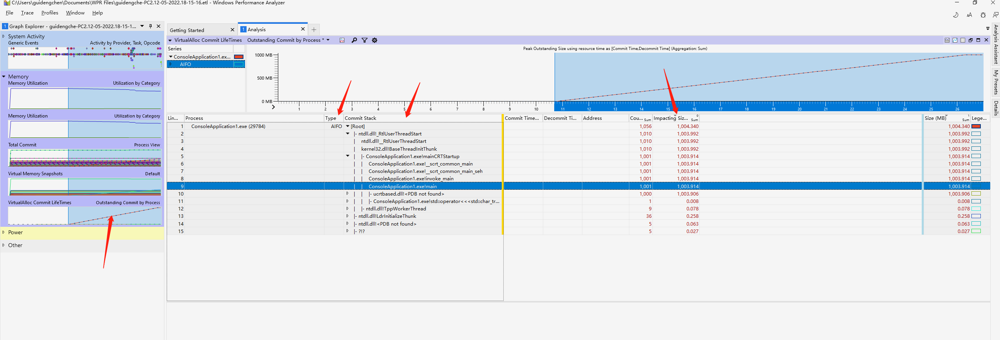 C:\Users\guidengchen\Documents\WPR Files\guidengche-PC2.12-05-2022.18-15-16.etl - Windows Performance Analyzer
File Trace Profiles Window Help
1 Graph Explorer - guidengche-PC2.12-05-2022.18-15-1...
System Activity
Generic Events Activity by Provider, Task, Opcode
Memory
Memory Utilization Utilization by Category
Memory Utilization Utilization by Category
Total Commit Process View
Virtual Memory Snapshots Default
VirtualAlloc Commit LifeTimes Outstanding Commit by Process
Power
Other
Getting Started
1 Analysis
VirtualAlloc Commit LifeTimes Outstanding Commit by Process *
Series
ConsoleApplication1.ex...
AIFO
Peak Outstanding Size using resource time as [Commit Time,Decommit Time] (Aggregation: Sum)
1000 MB
500 MB
0 MB
1 2 3 4 5 6 7 8 9 10 11 12 13 14 15 16 17 18 19 20 21 22 23 24 25 26
Lin... Process Type Commit Stack Commit Time... Decommit Ti... Address Cou... Sum Impacting Siz... 0 Sum Size (MB) 1 Sum Lege...
1 ConsoleApplication1.exe (29784) AIFO [Root] 1,056 1,004.340 1,004.340
2 |- ntdll.dll!_RtlUserThreadStart 1,010 1,003.992 1,003.992
3 | ntdll.dll!__RtlUserThreadStart 1,010 1,003.992 1,003.992
4 | kernel32.dll!BaseThreadInitThunk 1,010 1,003.992 1,003.992
5 | |- ConsoleApplication1.exe!mainCRTStartup 1,001 1,003.914 1,003.914
6 | | ConsoleApplication1.exe!__scrt_common_main 1,001 1,003.914 1,003.914
7 | | ConsoleApplication1.exe!__scrt_common_main_seh 1,001 1,003.914 1,003.914
8 | | ConsoleApplication1.exe!invoke_main 1,001 1,003.914 1,003.914
9 | | ConsoleApplication1.exe!main 1,001 1,003.914 1,003.914
10 | | |- ucrtbased.dll!<PDB not found> 1,000 1,003.906 1,003.906
11 | | |- ConsoleApplication1.exe!std::operator<<<std::char_tr... 1 0.008 0.008
12 | |- ntdll.dll!TppWorkerThread 9 0.078 0.078
13 |- ntdll.dll!LdrInitializeThunk 36 0.258 0.258
14 |- ntdll.dll!<PDB not found> 5 0.063 0.063
15 |- ?!? 5 0.027 0.027
Analysis Assistant
My Presets
Details